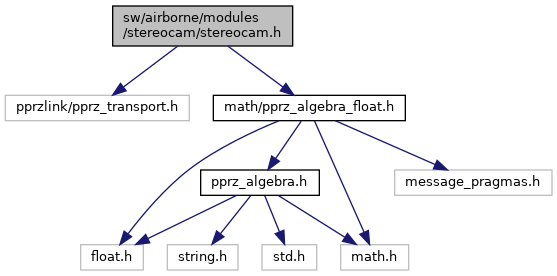 sw/airborne/modules
/stereocam/stereocam.h
pprzlink/pprz_transport.h
math/pprz_algebra_float.h
pprz_algebra.h
message_pragmas.h
float.h
string.h
std.h
math.h